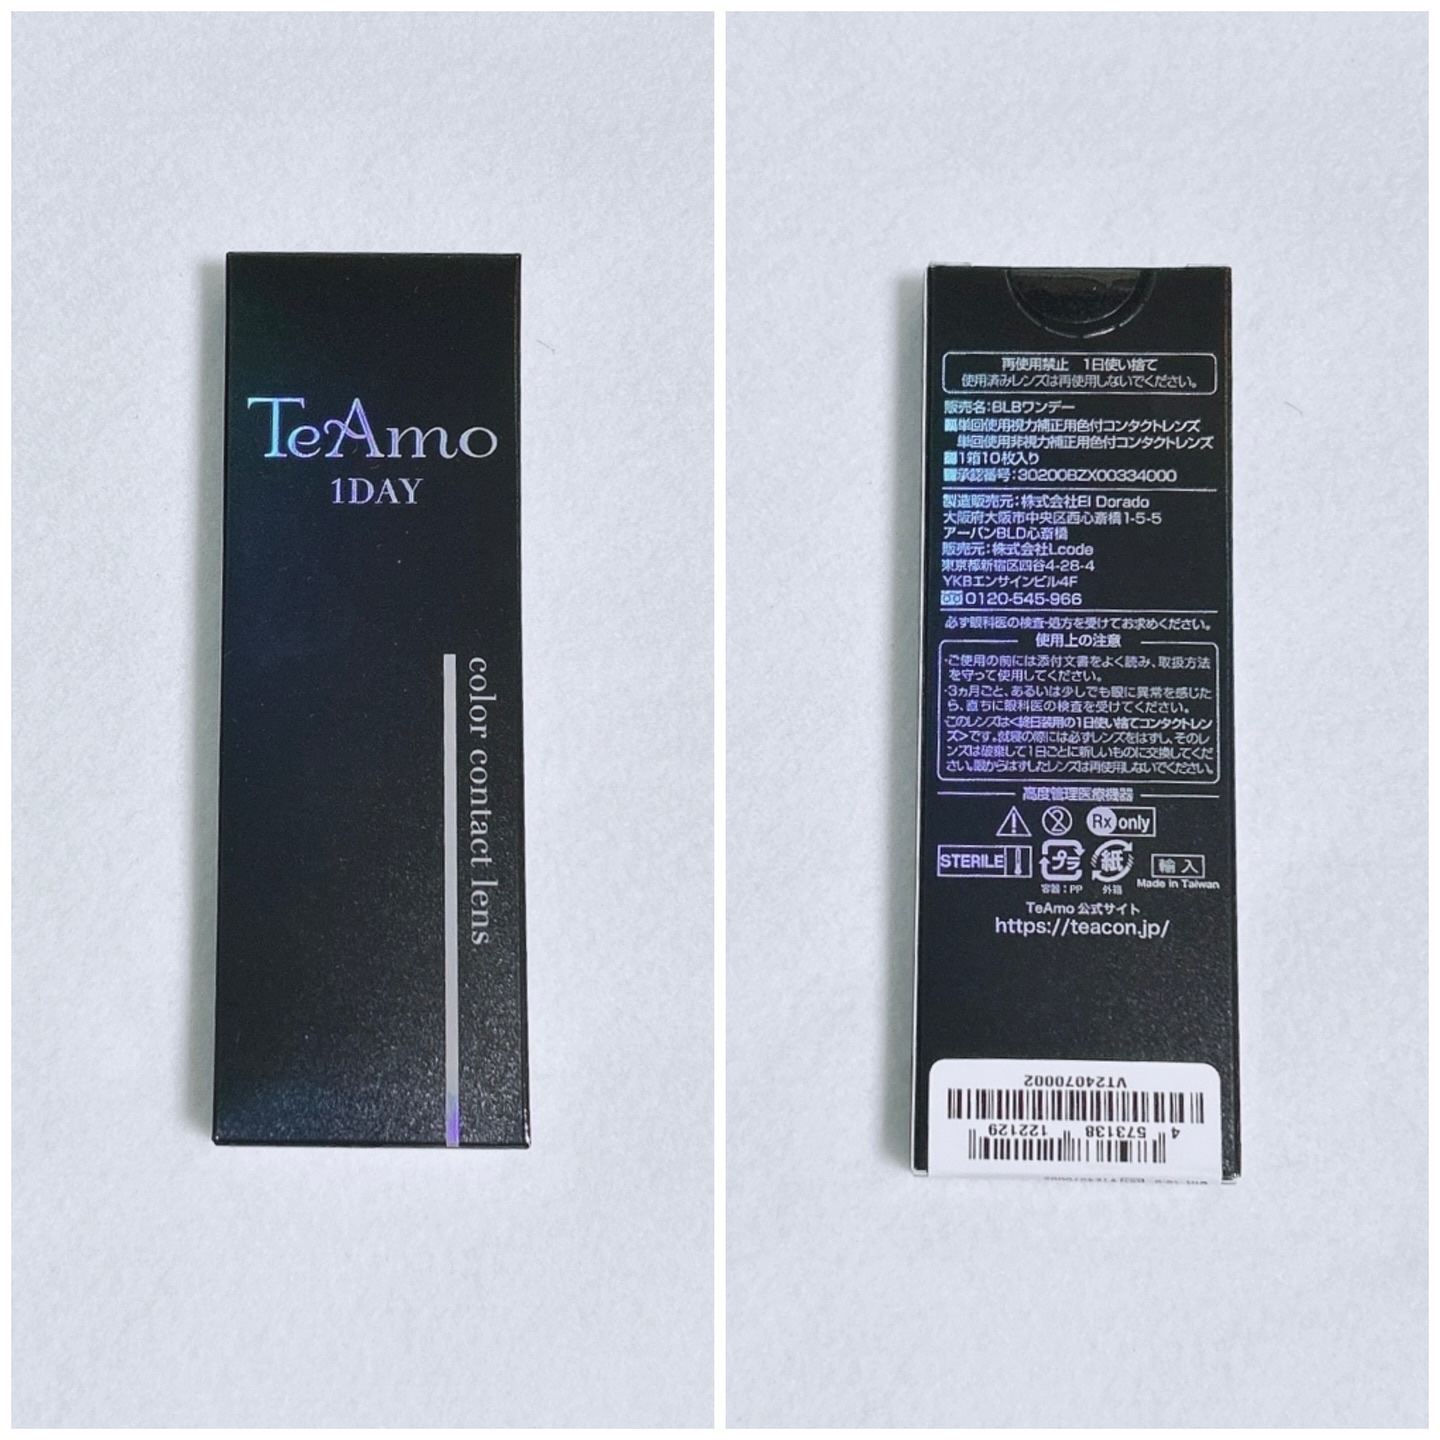 TeAmo
1DAY
color contact lens
再使用禁止 1日使い捨て
使用済みレンズは再使用しないでください。
販売名:BLBワンデー
単回使用視力補正用色付コンタクトレンズ
単回使用非視力補正用色付コンタクトレンズ
1箱10枚入り
承認番号:30200BZX00334000
製造販売元:株式会社El Dorado
大阪府大阪市中央区西心斎橋1-5-5
アーバンBLD心斎橋
販売元:株式会社Lcode
東京都新宿区四谷4-28-4
YKBエンサインビル4F
0120-545-966
必ず眼科医の検査・処方を受けてお求めください。
使用上の注意
・ご使用の前には添付文書をよく読み、取扱方法
を守って使用してください。
・3ヵ月ごと、あるいは少しでも眼に異常を感じた
ら、直ちに眼科医の検査を受けてください。
・このレンズは<終日装用の1日使い捨てコンタクトレン
ズ>です。就寝の際には必ずレンズをはずし、そのレ
ンズは破棄して1日ごとに新しいものに交換してくだ
さい。眼からはずしたレンズは再使用しないでください。
高度管理医療機器
2 Rx only
STERILE プラ 紙 輸入
容器:PP 外箱 Made in Taiwan
TeAmo 公式サイト
https://teacon.jp/
VT24070002
4 573138 122129